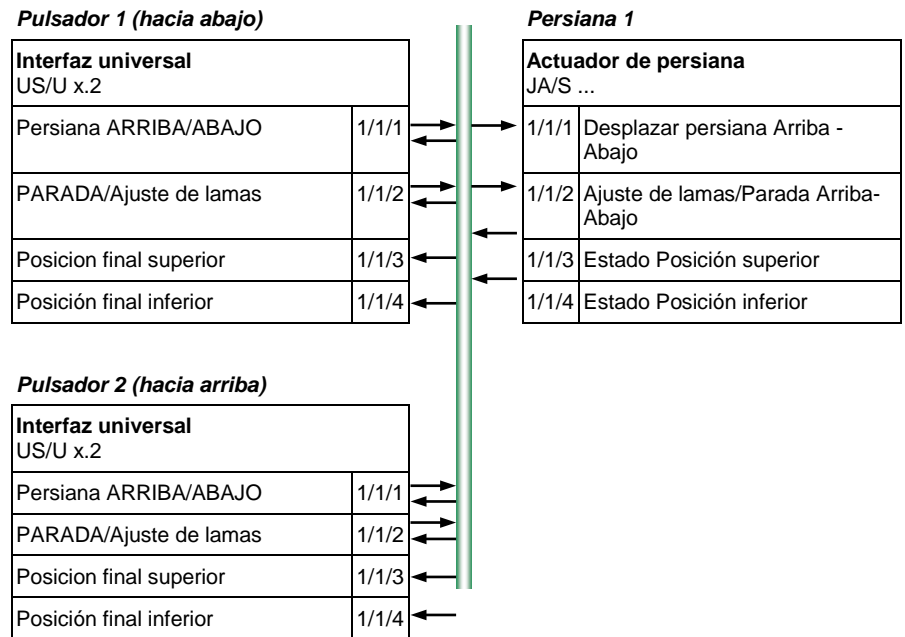 Pulsador 1 (hacia abajo)
Interfaz universal
US/U x.2
Persiana ARRIBA/ABAJO 1/1/1
PARADA/Ajuste de lamas 1/1/2
Posicion final superior 1/1/3
Posición final inferior 1/1/4
Persiana 1
Actuador de persiana
JA/S ...
1/1/1 Desplazar persiana Arriba -
Abajo
1/1/2 Ajuste de lamas/Parada Arriba-
Abajo
1/1/3 Estado Posición superior
1/1/4 Estado Posición inferior
Pulsador 2 (hacia arriba)
Interfaz universal
US/U x.2
Persiana ARRIBA/ABAJO 1/1/1
PARADA/Ajuste de lamas 1/1/2
Posicion final superior 1/1/3
Posición final inferior 1/1/4